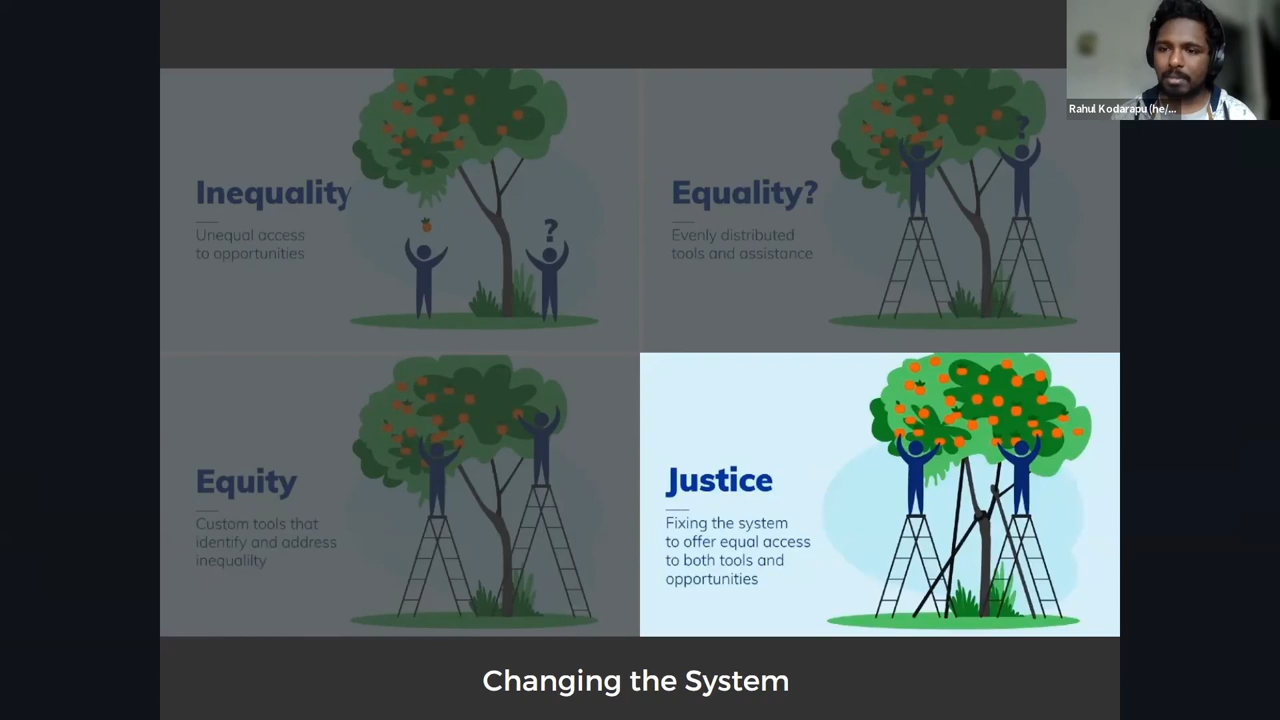 Rahul Kodarapu (he/...
Inequality
Unequal access
to opportunities
?
Equality?
Evenly distributed
tools and assistance
?
Equity
Custom tools that
identify and address
inequalilty
Justice
Fixing the system
to offer equal access
to both tools and
opportunities
Changing the System